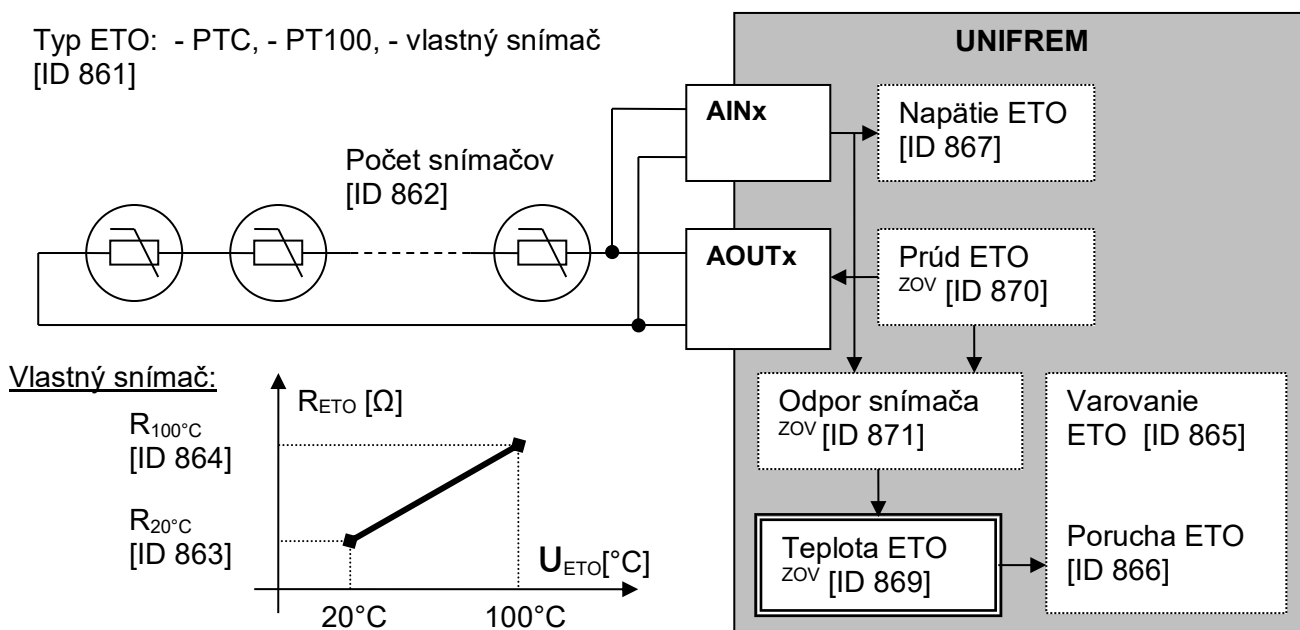 Typ ETO: - PTC, - PT100, - vlastný snímač
[ID 861]
UNIFREM
AINx
Napätie ETO
[ID 867]
Počet snímačov
[ID 862]
AOUTx
Prúd ETO
ZOV [ID 870]
Vlastný snímač:
RETO [Ω]
R100°C
[ID 864]
R20°C
[ID 863]
UETO[°C]
20°C
100°C
Odpor snímača
ZOV [ID 871]
Varovanie
ETO [ID 865]
Teplota ETO
ZOV [ID 869]
Porucha ETO
[ID 866]